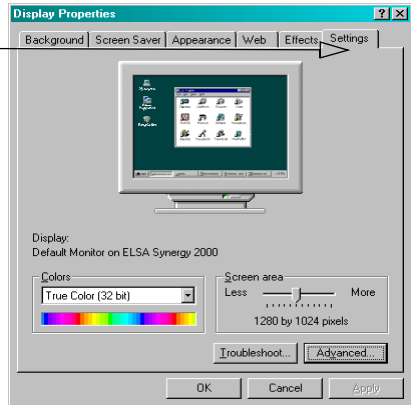 Display Properties
Background Screen Saver Appearance Web Effects Settings
Display:
Default Monitor on ELSA Synergy 2000
Colors
True Color (32 bit)
Screen area
Less More
1280 by 1024 pixels
Troubleshoot... Advanced...
OK Cancel Apply